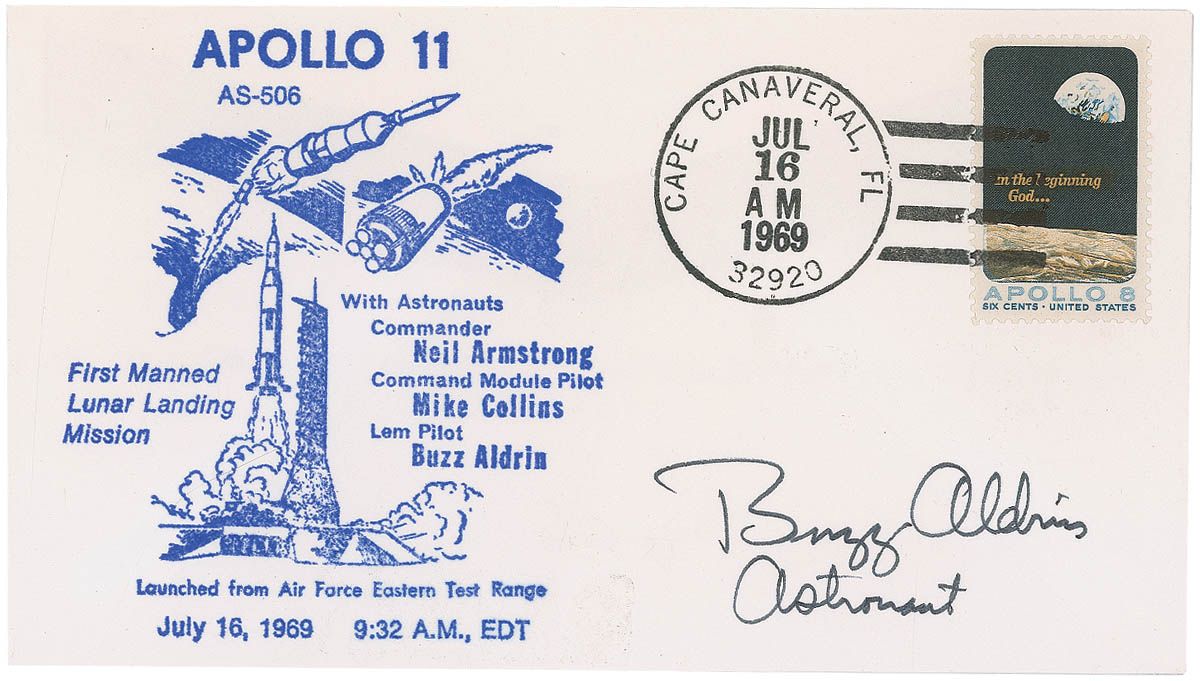 APOLLO 11
AS-506
With Astronauts
Commander
Neil Armstrong
Command Module Pilot
Mike Collins
Lem Pilot
Buzz Aldrin
First Manned
Lunar Landing
Mission
Launched from Air Force Eastern Test Range
July 16, 1969 9:32 A.M., EDT
CAPE CANAVERAL, FL
JUL
16
AM
1969
32920
In the beginning
God...
APOLLO 8
SIX CENTS · UNITED STATES
Buzz Aldrin
Astronaut